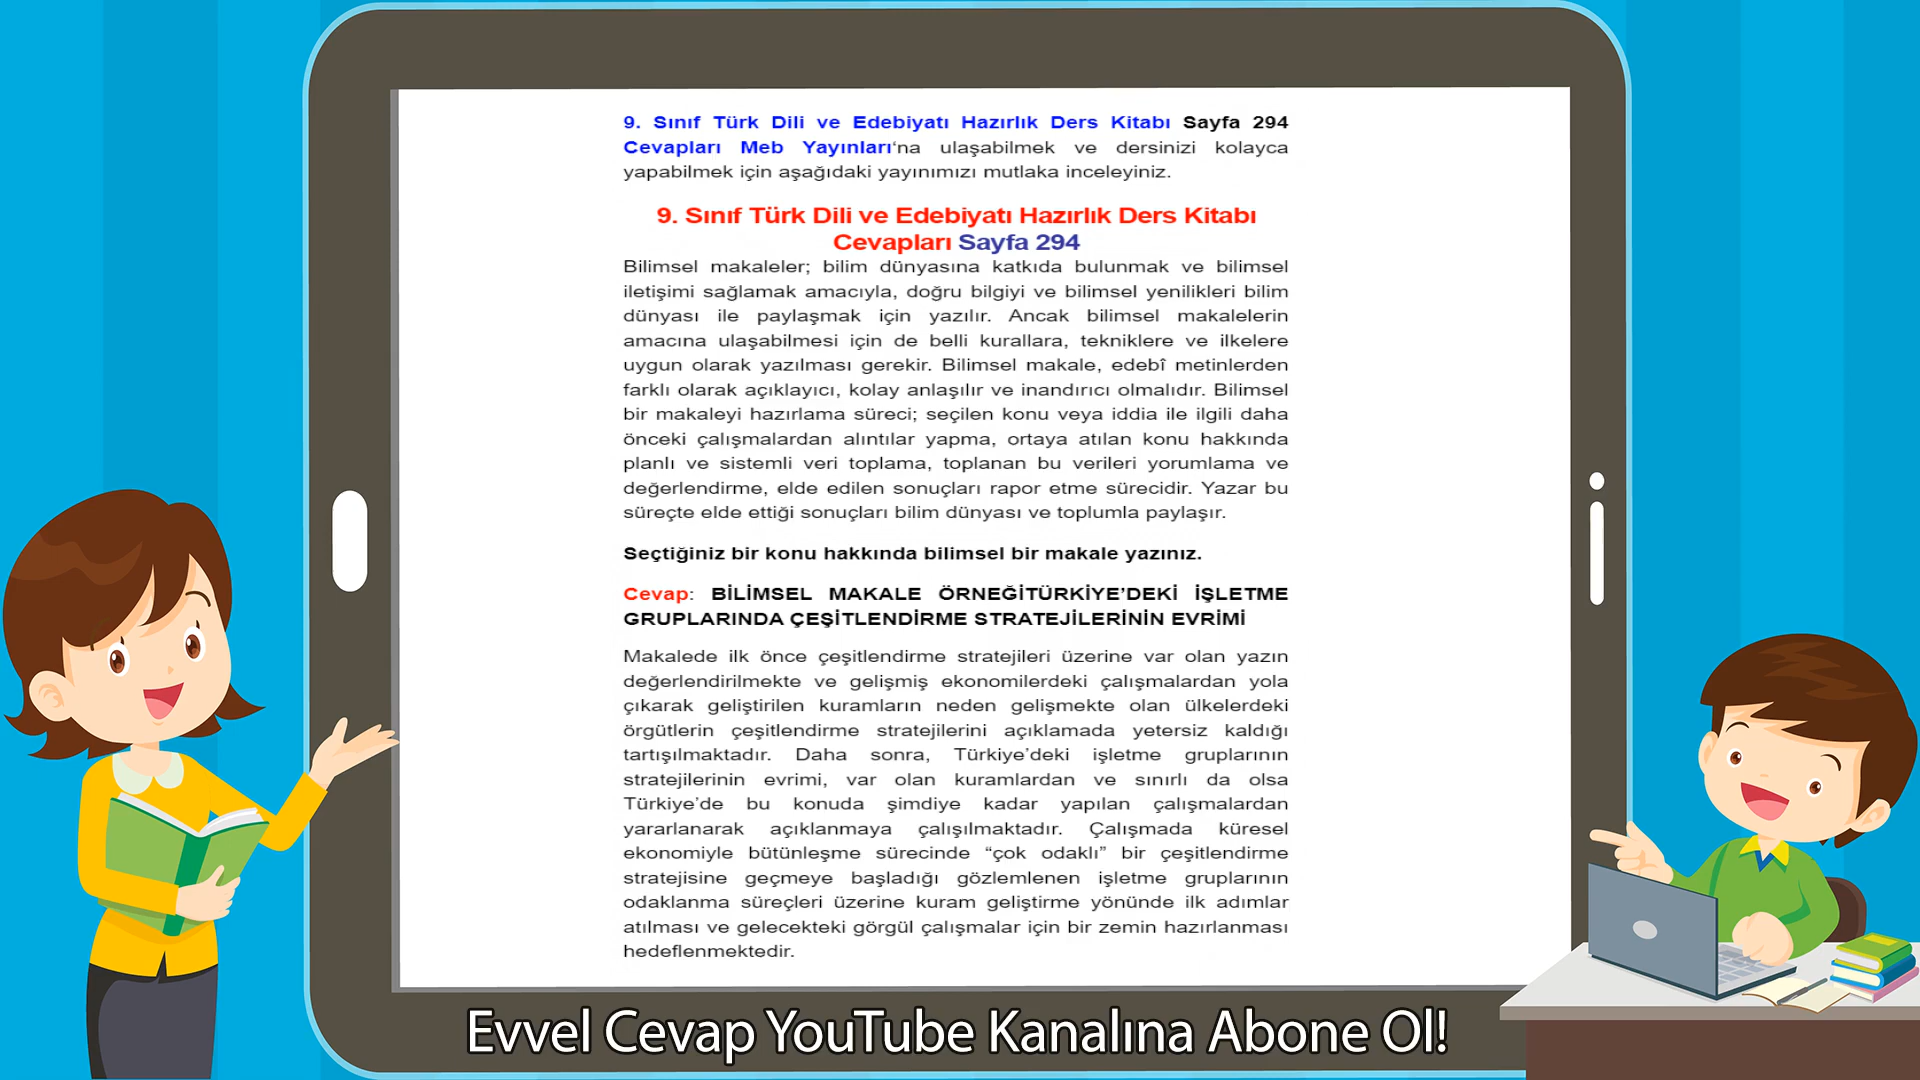 9. Sınıf Türk Dili ve Edebiyatı Hazırlık Ders Kitabı Sayfa 294
Cevapları Meb Yayınları‘na ulaşabilmek ve dersinizi kolayca
yapabilmek için aşağıdaki yayınımızı mutlaka inceleyiniz.
9. Sınıf Türk Dili ve Edebiyatı Hazırlık Ders Kitabı
Cevapları Sayfa 294
Bilimsel makaleler; bilim dünyasına katkıda bulunmak ve bilimsel
iletişimi sağlamak amacıyla, doğru bilgiyi ve bilimsel yenilikleri bilim
dünyası ile paylaşmak için yazılır. Ancak bilimsel makalelerin
amacına ulaşabilmesi için de belli kurallara, tekniklere ve ilkelere
uygun olarak yazılması gerekir. Bilimsel makale, edebî metinlerden
farklı olarak açıklayıcı, kolay anlaşılır ve inandırıcı olmalıdır. Bilimsel
bir makaleyi hazırlama süreci; seçilen konu veya iddia ile ilgili daha
önceki çalışmalardan alıntılar yapma, ortaya atılan konu hakkında
planlı ve sistemli veri toplama, toplanan bu verileri yorumlama ve
değerlendirme, elde edilen sonuçları rapor etme sürecidir. Yazar bu
süreçte elde ettiği sonuçları bilim dünyası ve toplumla paylaşır.
Seçtiğiniz bir konu hakkında bilimsel bir makale yazınız.
Cevap: BİLİMSEL MAKALE ÖRNEĞİTÜRKİYE’DEKİ İŞLETME
GRUPLARINDA ÇEŞİTLENDİRME STRATEJİLERİNİN EVRİMİ
Makalede ilk önce çeşitlendirme stratejileri üzerine var olan yazın
değerlendirilmekte ve gelişmiş ekonomilerdeki çalışmalardan yola
çıkarak geliştirilen kuramların neden gelişmekte olan ülkelerdeki
örgütlerin çeşitlendirme stratejilerini açıklamada yetersiz kaldığı
tartışılmaktadır. Daha sonra, Türkiye’deki işletme gruplarının
stratejilerinin evrimi, var olan kuramlardan ve sınırlı da olsa
Türkiye’de bu konuda şimdiye kadar yapılan çalışmalardan
yararlanarak açıklanmaya çalışılmaktadır. Çalışmada küresel
ekonomiyle bütünleşme sürecinde “çok odaklı” bir çeşitlendirme
stratejisine geçmeye başladığı gözlemlenen işletme gruplarının
odaklanma süreçleri üzerine kuram geliştirme yönünde ilk adımlar
atılması ve gelecekteki görgül çalışmalar için bir zemin hazırlanması
hedeflenmektedir.
Evvel Cevap YouTube Kanalına Abone Ol!